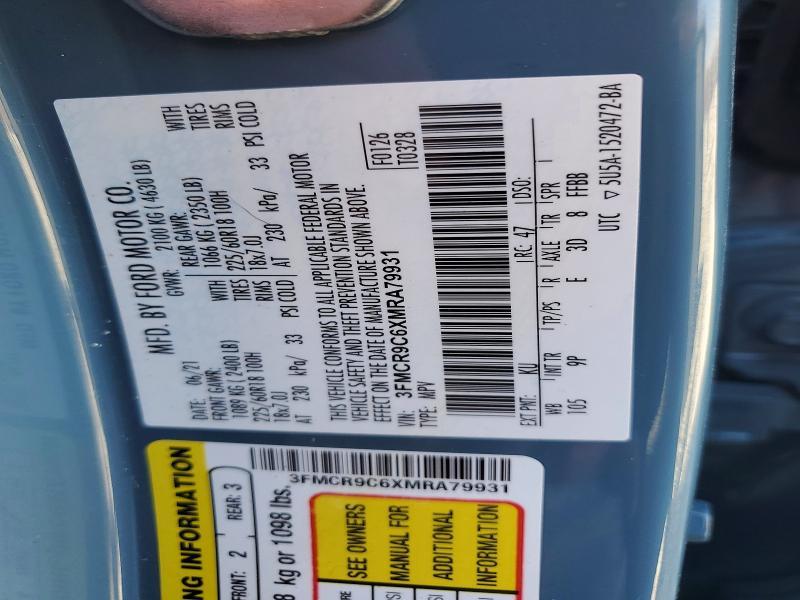 MFD. BY FORD MOTOR CO.
DATE: 06/21 GVWR: 2100 KG ( 4630 LB)
FRONT GAWR: REAR GAWR:
1089 KG ( 2400 LB) WITH 1066 KG ( 2350 LB) WITH
225/60R18 100H TIRES 225/60R18 100H TIRES
18x7.0J RIMS 18x7.0J RIMS
AT 230 kPa/ 33 PSI COLD AT 230 kPa/ 33 PSI COLD
THIS VEHICLE CONFORMS TO ALL APPLICABLE FEDERAL MOTOR
VEHICLE SAFETY AND THEFT PREVENTION STANDARDS IN
EFFECT ON THE DATE OF MANUFACTURE SHOWN ABOVE.
VIN: 3FMCR9C6XMRA79931 F0126
TYPE: MPV T0328
EXT PNT: KU RC: 47 DSO:
WB INT TR TP/PS R AXLE TR SPR
105 9P E 3D 8 FFBB
UTC ▽ 5U5A-1520472-BA
NG INFORMATION
FRONT: 2 REAR: 3
3FMCR9C6XMRA79931
8 kg or 1098 lbs.
SEE OWNERS
MANUAL FOR
ADDITIONAL
INFORMATION